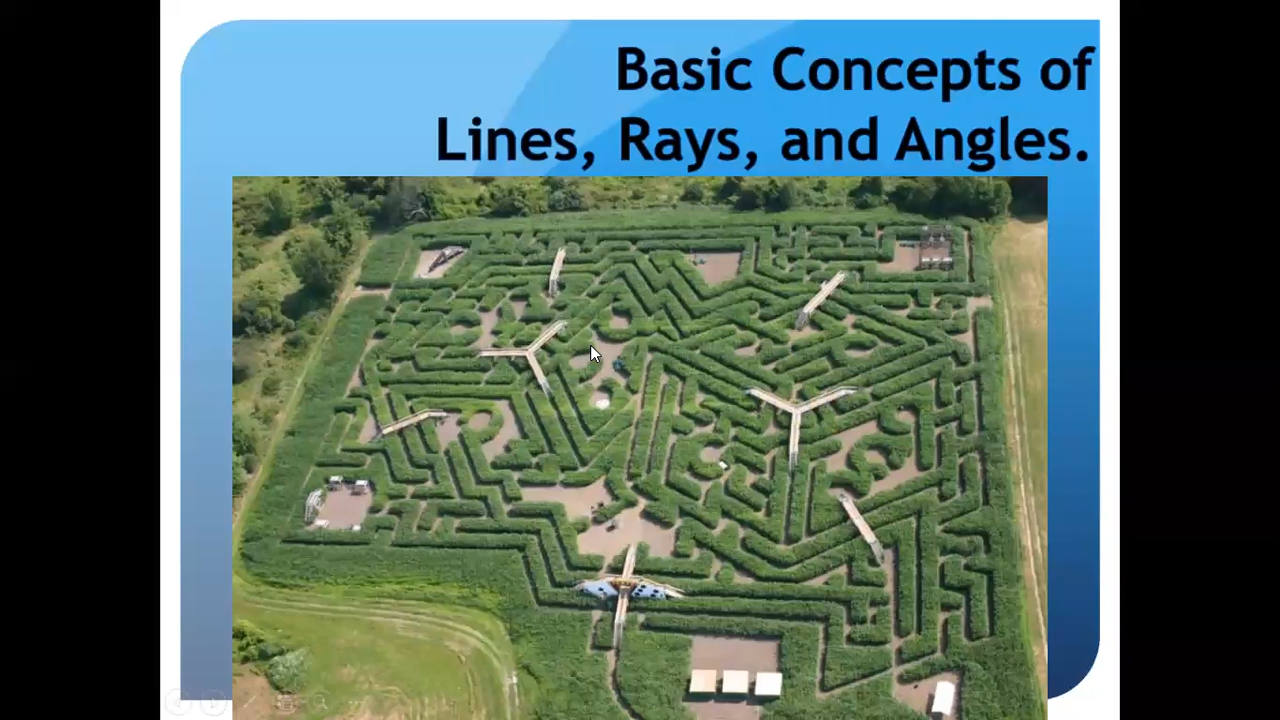 Basic Concepts of
Lines, Rays, and Angles.